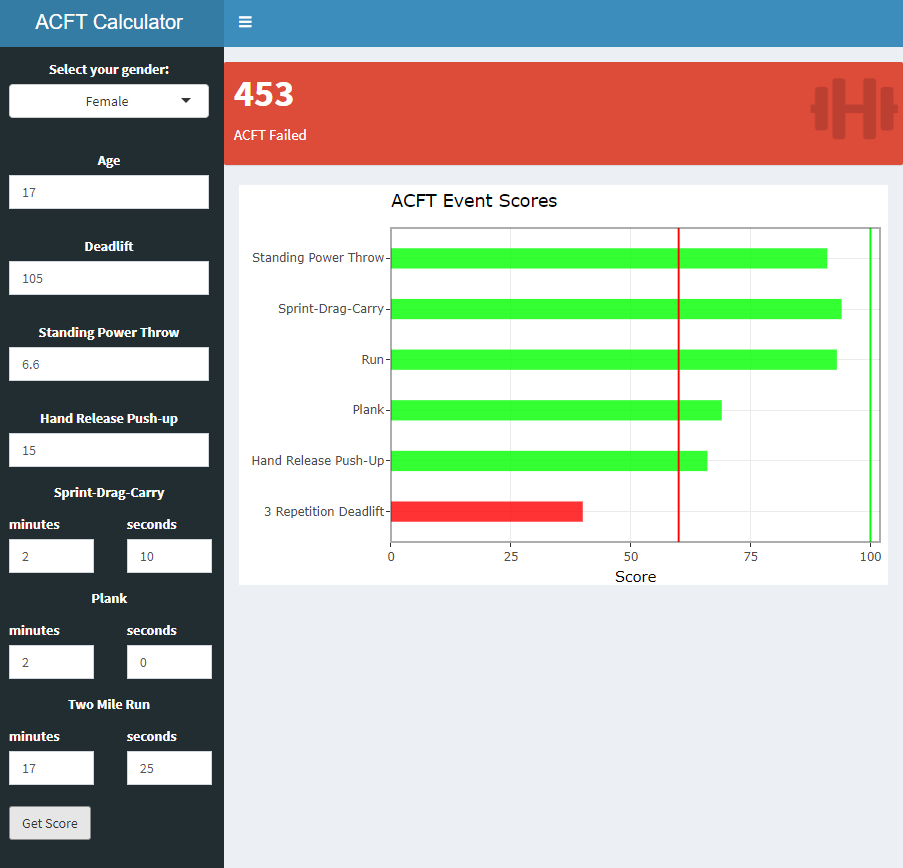 ACFT Calculator
Select your gender:
Female
Age
17
Deadlift
105
Standing Power Throw
6.6
Hand Release Push-up
15
Sprint-Drag-Carry
minutes seconds
2 10
Plank
minutes seconds
2 0
Two Mile Run
minutes seconds
17 25
Get Score
453
ACFT Failed
ACFT Event Scores
Standing Power Throw
Sprint-Drag-Carry
Run
Plank
Hand Release Push-Up
3 Repetition Deadlift
0 25 50 75 100
Score